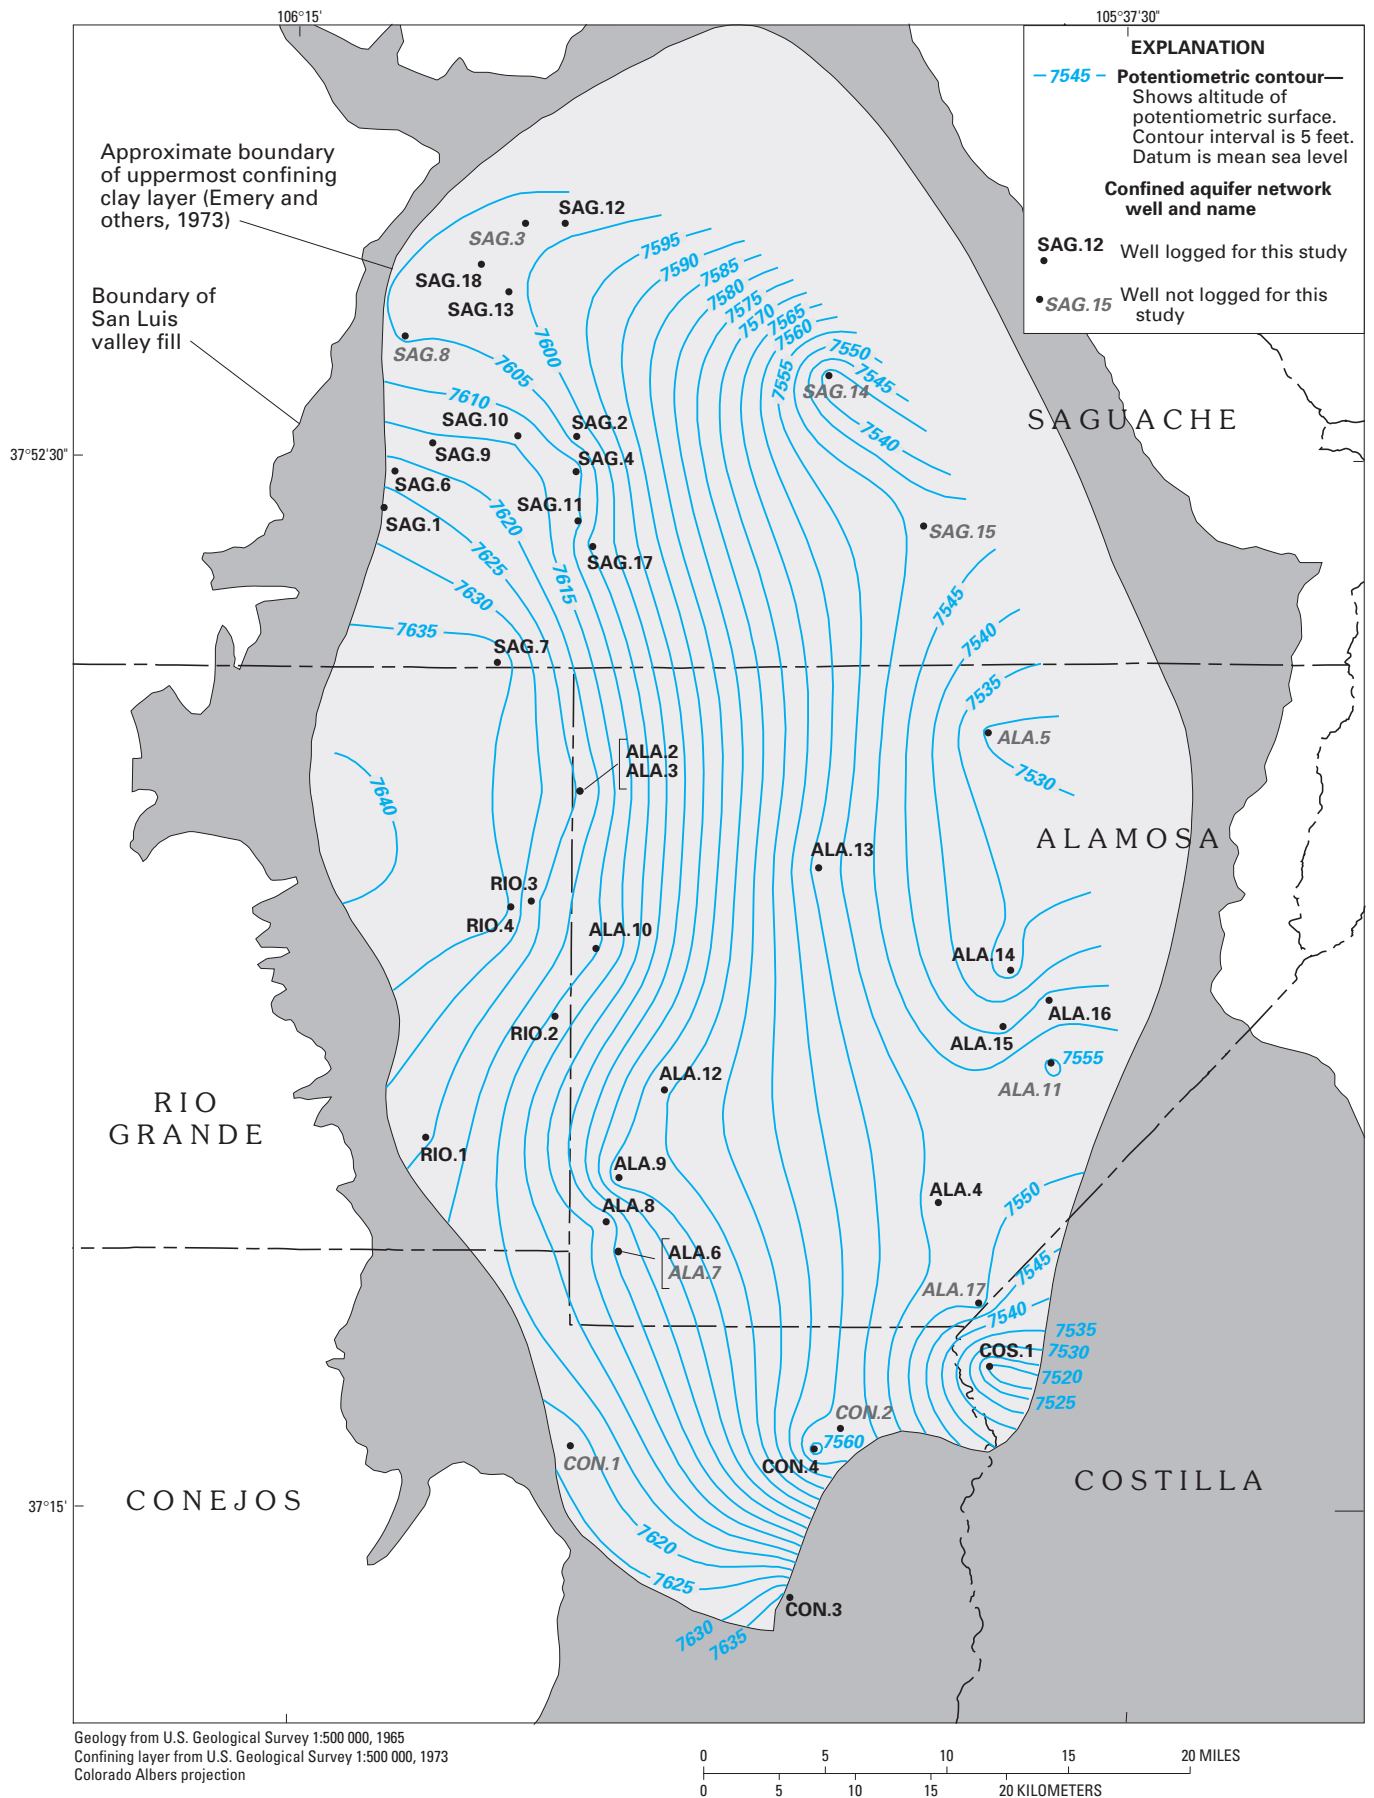 106°15'
105°37'30"
EXPLANATION
7545
Potentiometric contour—
Shows altitude of
potentiometric surface.
Contour interval is 5 feet.
Datum is mean sea level
Confined aquifer network
well and name
SAG.12
Well logged for this study
SAG.15
Well not logged for this
study
Approximate boundary
of uppermost confining
clay layer (Emery and
others, 1973)
Boundary of
San Luis
valley fill
SAG.12
SAG.3
SAG.18
SAG.13
SAG.8
7595
7590
7585
7580
7575
7570
7565
7560
7555
7550
7545
SAG.14
7540
7600
7605
7610
SAGUACHE
SAG.10
SAG.2
SAG.9
SAG.4
37°52'30"
SAG.6
SAG.11
SAG.1
7620
SAG.15
7625
SAG.17
7615
7630
7545
7635
7540
SAG.7
7535
ALA.5
ALA.2
ALA.3
7530
7640
ALAMOSA
ALA.13
RIO.3
RIO.4
ALA.10
ALA.14
RIO.2
ALA.16
ALA.15
7555
ALA.12
ALA.11
RIO
GRANDE
RIO.1
ALA.9
ALA.4
7550
ALA.8
ALA.6
ALA.7
7545
ALA.17
7540
7535
COS.1
7530
7520
7525
CON.2
7560
CON.1
CON.4
CONEJOS
COSTILLA
37°15'
7620
7625
CON.3
7630
7635
Geology from U.S. Geological Survey 1:500 000, 1965
Confining layer from U.S. Geological Survey 1:500 000, 1973
Colorado Albers projection
0 5 10 15 20 MILES
0 5 10 15 20 KILOMETERS